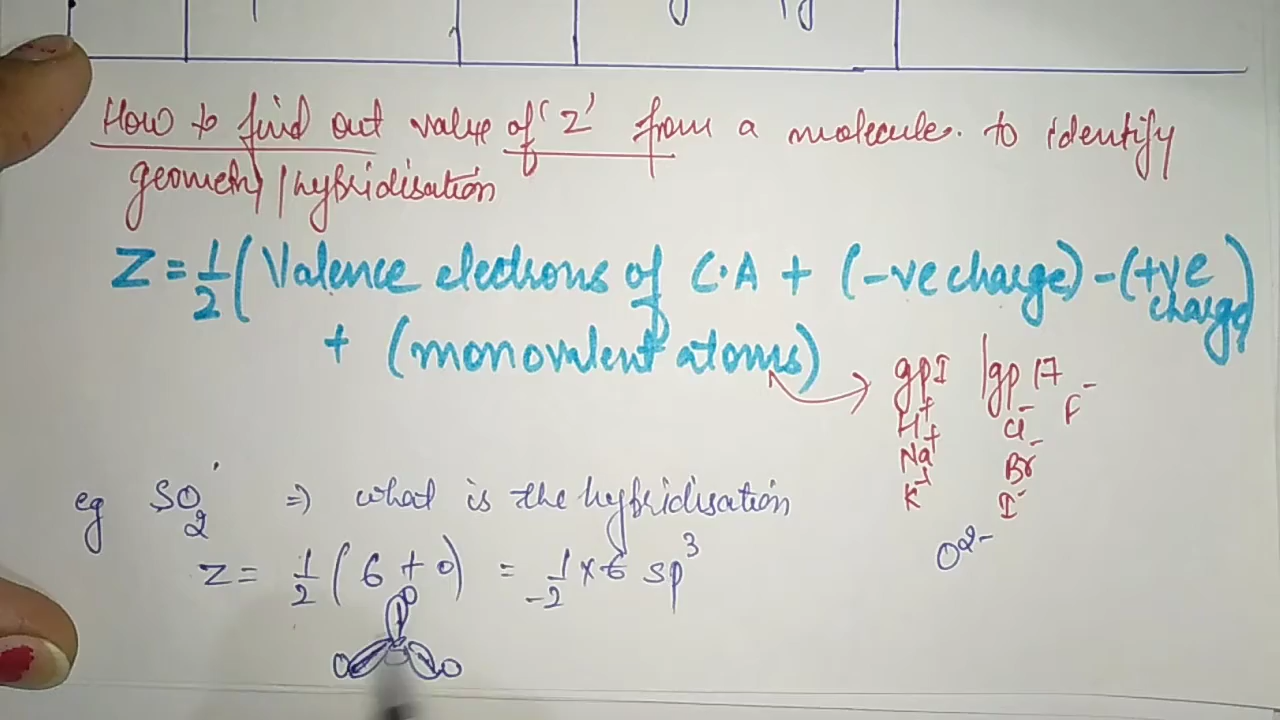 How to find out value of 'Z' from a molecule. to identify
geometry/hybridisation
Z = 1/2 ( Valence electrons of C.A + (-ve charge) - (+ve charge)
+ (monovalent atoms)
gp I | gp 17
H+ Cl- F-
Na+ Br-
K+ I-
O2-
eg SO2 => what is the hybridisation
Z = 1/2 ( 6 + 0 ) = 1/2 × 6 sp3
O
O O